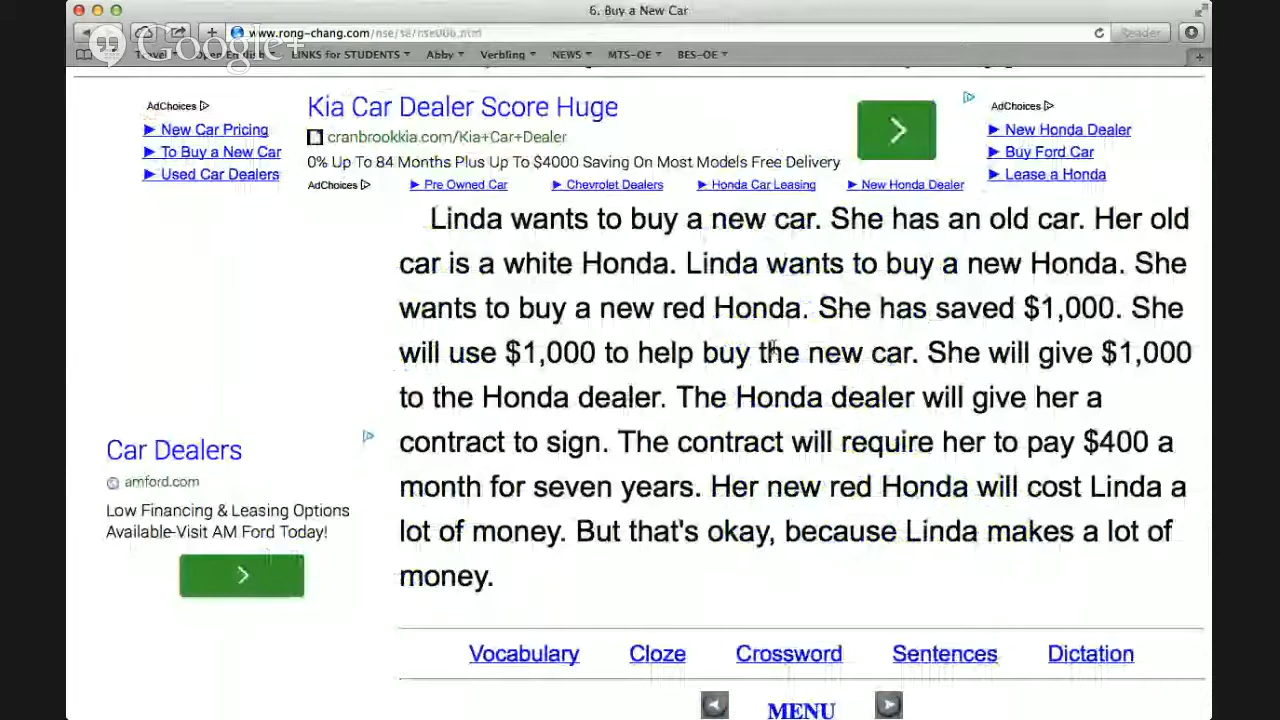 6. Buy a New Car
www.rong-chang.com/nse/se/nse006.htm
Reader
Google+
Travel Open English LINKS for STUDENTS Abby Verbling NEWS MTS-OE BES-OE
AdChoices
New Car Pricing
To Buy a New Car
Used Car Dealers
Kia Car Dealer Score Huge
cranbrookkia.com/Kia+Car+Dealer
0% Up To 84 Months Plus Up To $4000 Saving On Most Models Free Delivery
AdChoices
New Honda Dealer
Buy Ford Car
Lease a Honda
AdChoices Pre Owned Car Chevrolet Dealers Honda Car Leasing New Honda Dealer
Linda wants to buy a new car. She has an old car. Her old
car is a white Honda. Linda wants to buy a new Honda. She
wants to buy a new red Honda. She has saved $1,000. She
will use $1,000 to help buy the new car. She will give $1,000
to the Honda dealer. The Honda dealer will give her a
contract to sign. The contract will require her to pay $400 a
month for seven years. Her new red Honda will cost Linda a
lot of money. But that's okay, because Linda makes a lot of
money.
Car Dealers
amford.com
Low Financing & Leasing Options
Available-Visit AM Ford Today!
Vocabulary Cloze Crossword Sentences Dictation
MENU